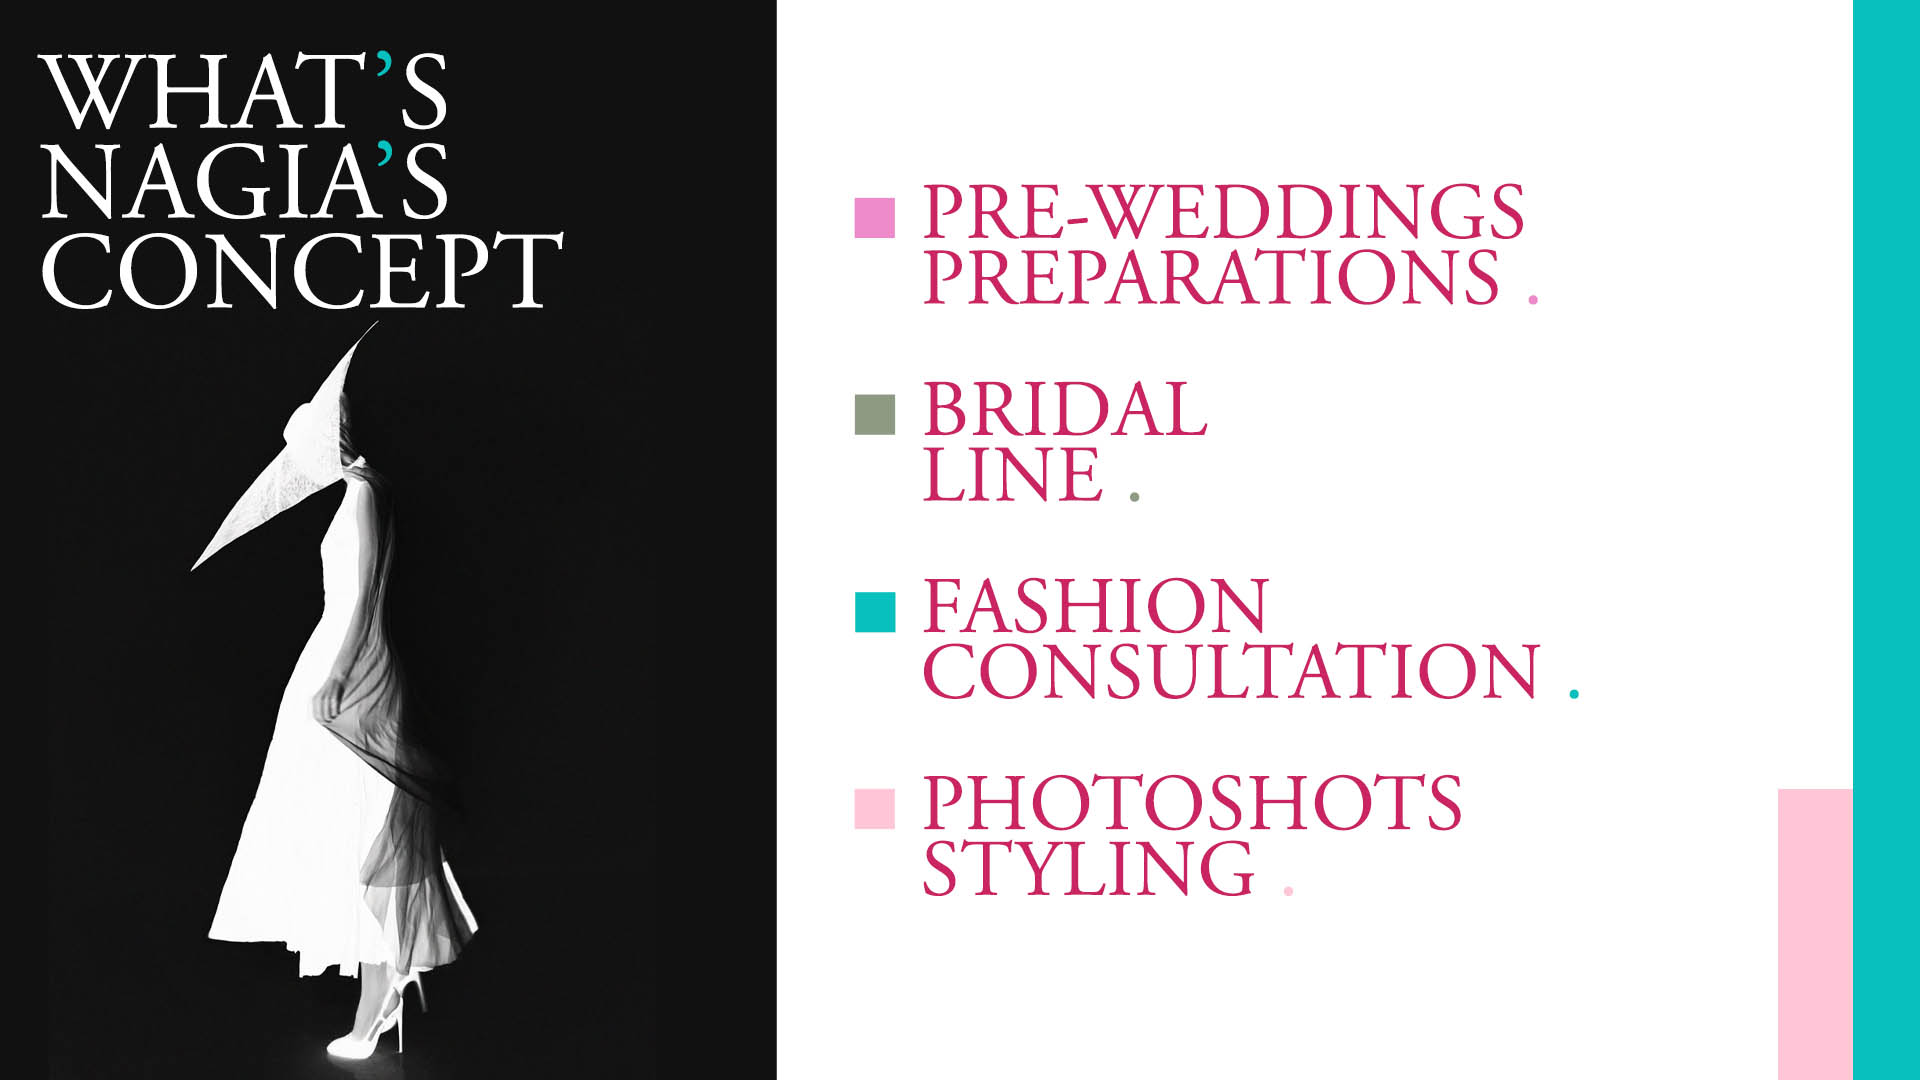 WHAT’S
NAGIA’S
CONCEPT
PRE-WEDDINGS
PREPARATIONS .
BRIDAL
LINE .
FASHION
CONSULTATION .
PHOTOSHOTS
STYLING .